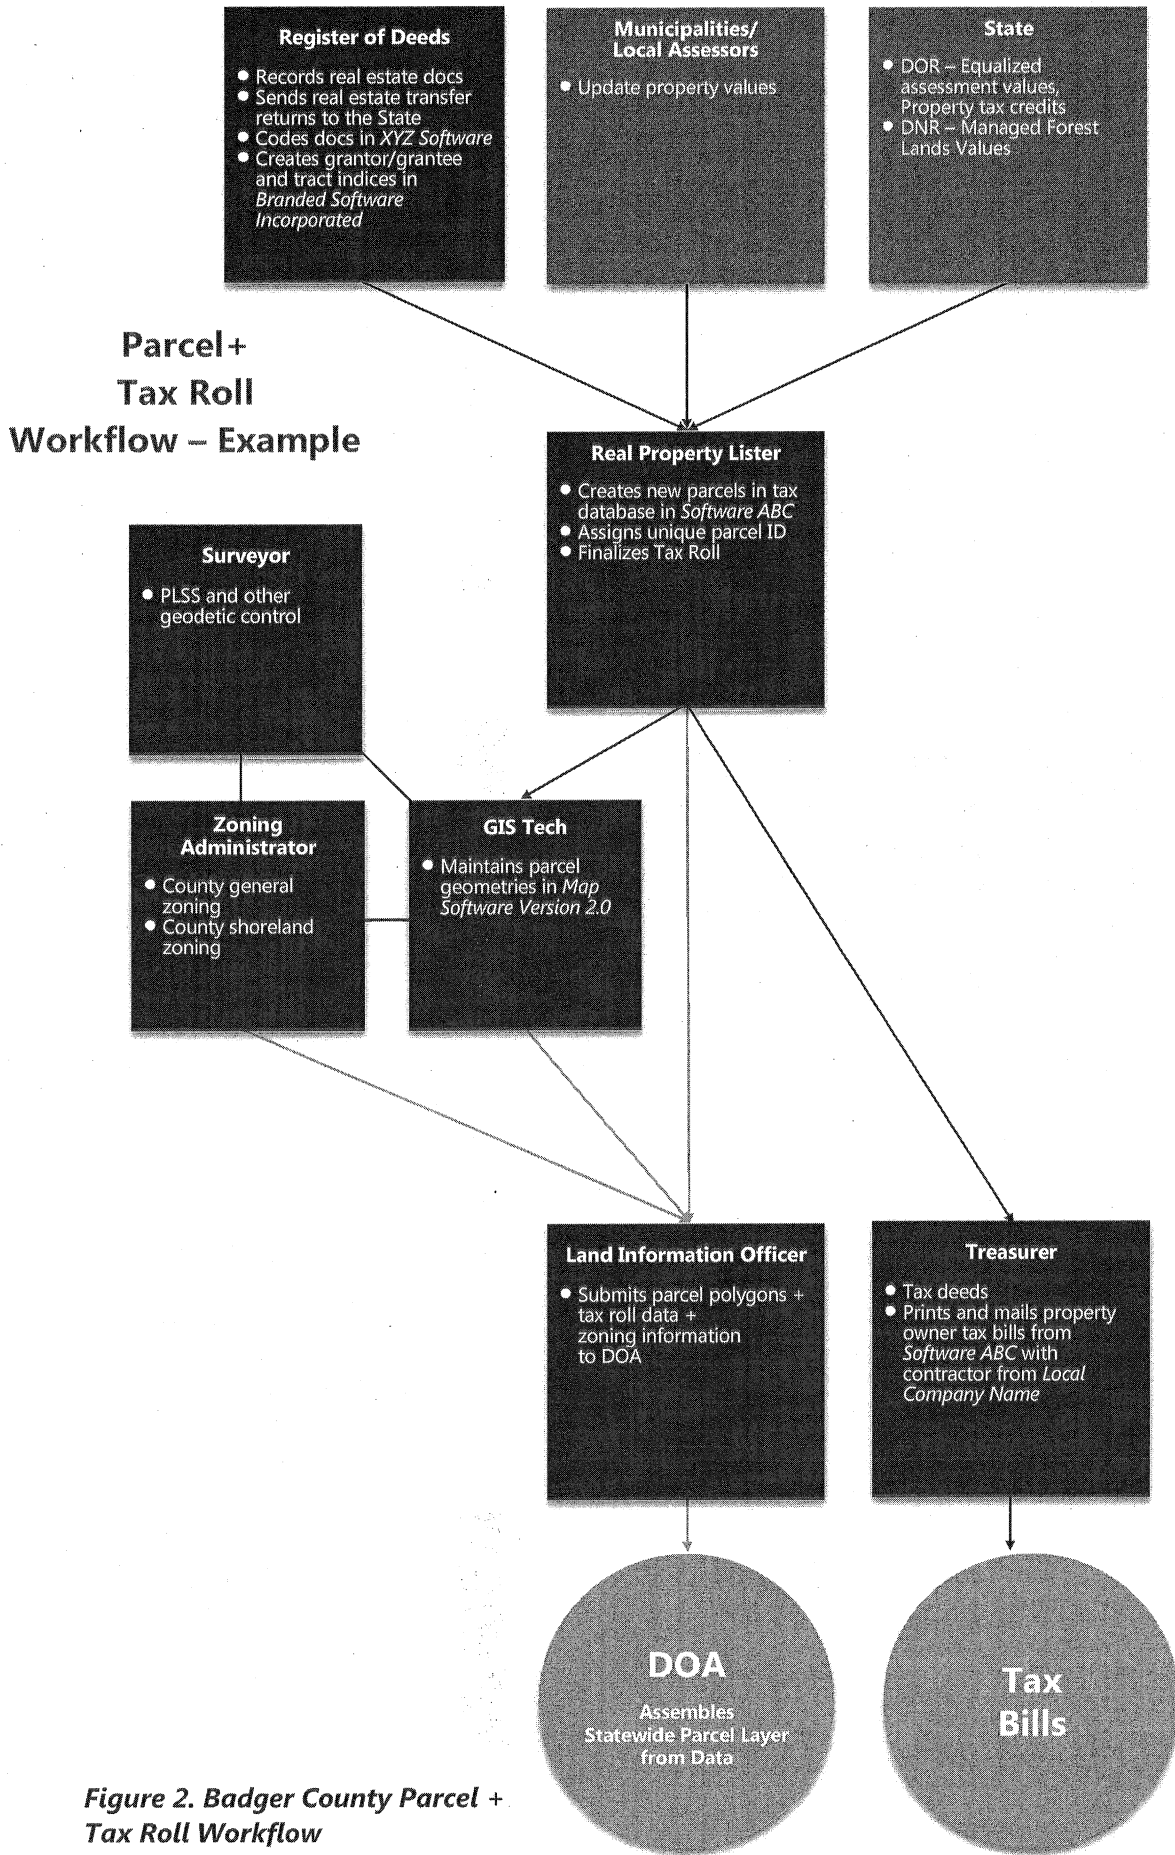 Register of Deeds
● Records real estate docs
● Sends real estate transfer
returns to the State
● Codes docs in XYZ Software
● Creates grantor/grantee
and tract indices in
Branded Software
Incorporated
Municipalities/
Local Assessors
● Update property values
State
● DOR – Equalized
assessment values,
Property tax credits
● DNR – Managed Forest
Lands Values
Parcel+
Tax Roll
Workflow – Example
Real Property Lister
● Creates new parcels in tax
database in Software ABC
● Assigns unique parcel ID
● Finalizes Tax Roll
Surveyor
● PLSS and other
geodetic control
Zoning
Administrator
● County general
zoning
● County shoreland
zoning
GIS Tech
● Maintains parcel
geometries in Map
Software Version 2.0
Land Information Officer
● Submits parcel polygons +
tax roll data +
zoning information
to DOA
Treasurer
● Tax deeds
● Prints and mails property
owner tax bills from
Software ABC with
contractor from Local
Company Name
DOA
Assembles
Statewide Parcel Layer
from Data
Tax
Bills
Figure 2. Badger County Parcel +
Tax Roll Workflow